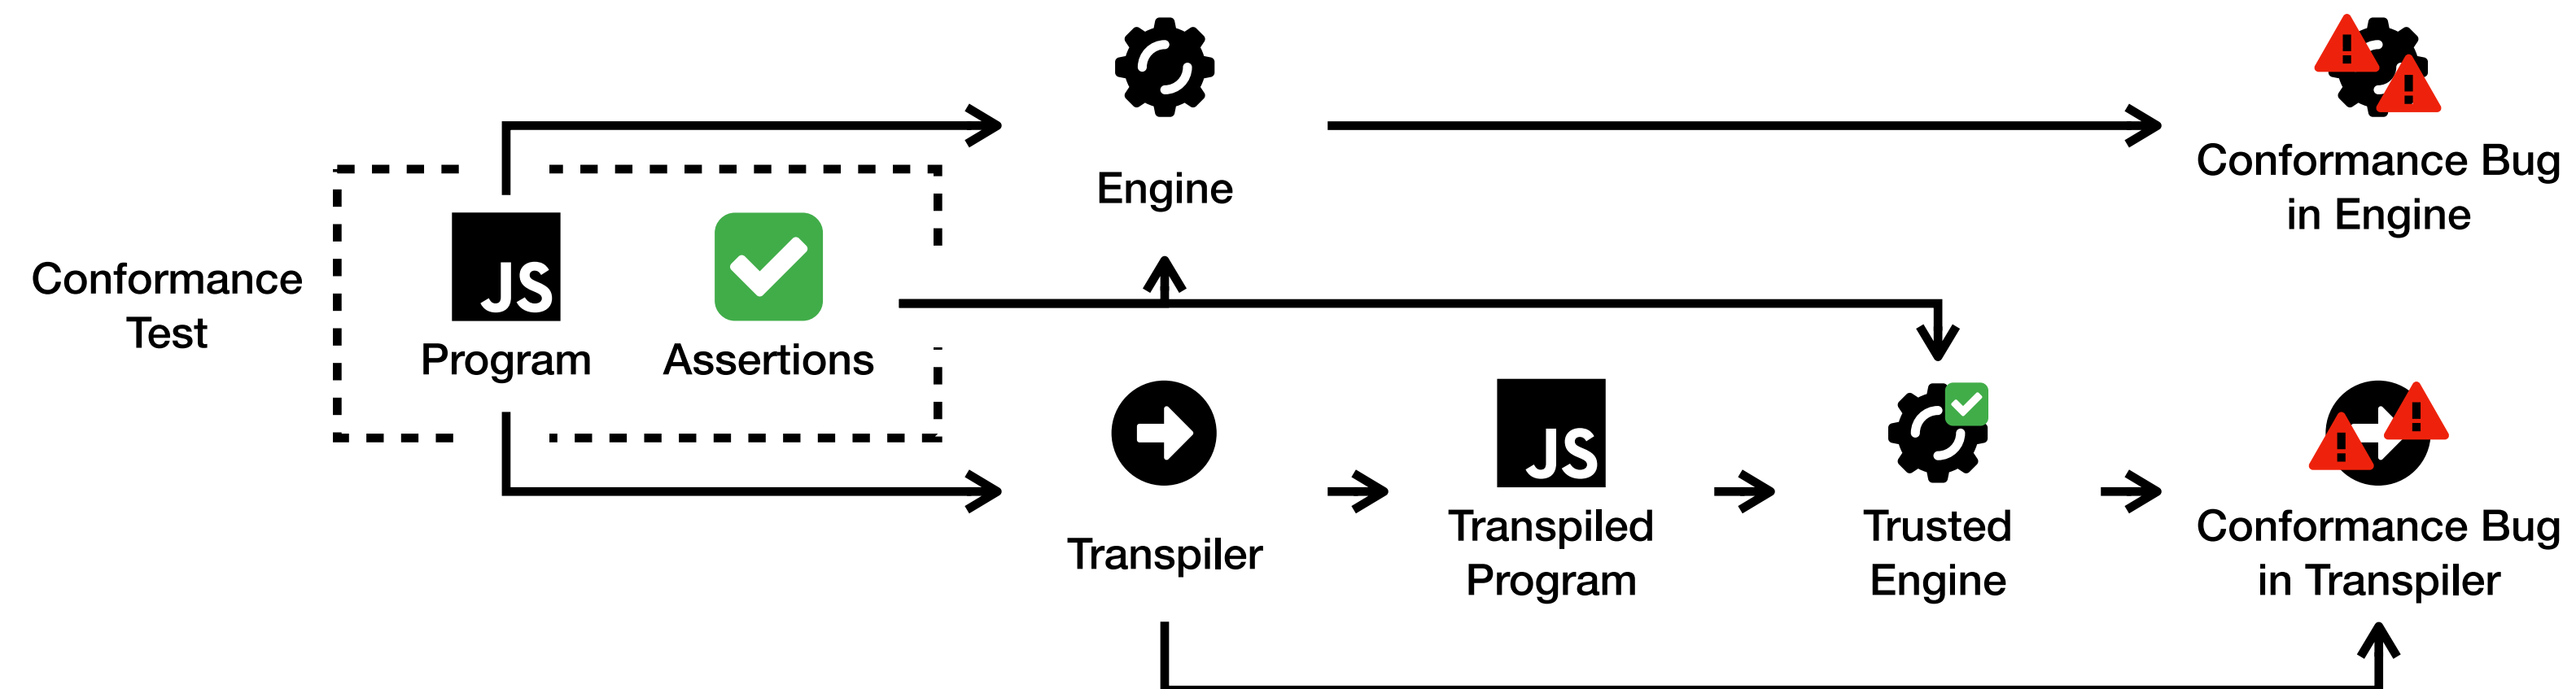 Conformance
Test
JS
Program
Assertions
Engine
Conformance Bug
in Engine
Transpiler
JS
Transpiled
Program
Trusted
Engine
Conformance Bug
in Transpiler